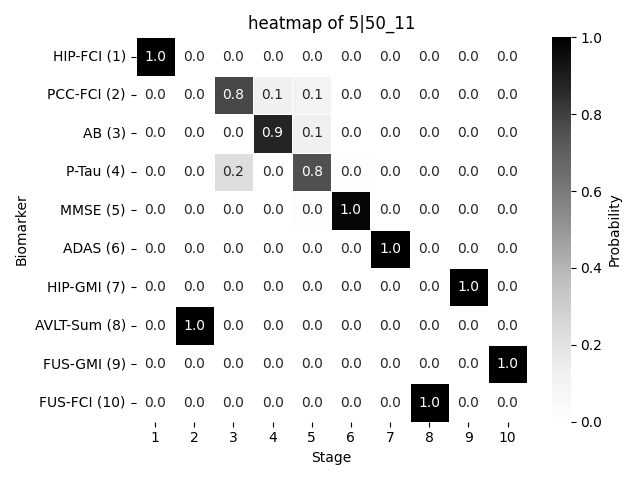 heatmap of 5|50_11
HIP-FCI (1) 1.0 0.0 0.0 0.0 0.0 0.0 0.0 0.0 0.0 0.0
PCC-FCI (2) 0.0 0.0 0.8 0.1 0.1 0.0 0.0 0.0 0.0 0.0
AB (3) 0.0 0.0 0.0 0.9 0.1 0.0 0.0 0.0 0.0 0.0
P-Tau (4) 0.0 0.0 0.2 0.0 0.8 0.0 0.0 0.0 0.0 0.0
MMSE (5) 0.0 0.0 0.0 0.0 0.0 1.0 0.0 0.0 0.0 0.0
ADAS (6) 0.0 0.0 0.0 0.0 0.0 0.0 1.0 0.0 0.0 0.0
HIP-GMI (7) 0.0 0.0 0.0 0.0 0.0 0.0 0.0 0.0 1.0 0.0
AVLT-Sum (8) 0.0 1.0 0.0 0.0 0.0 0.0 0.0 0.0 0.0 0.0
FUS-GMI (9) 0.0 0.0 0.0 0.0 0.0 0.0 0.0 0.0 0.0 1.0
FUS-FCI (10) 0.0 0.0 0.0 0.0 0.0 0.0 0.0 1.0 0.0 0.0
1 2 3 4 5 6 7 8 9 10
Stage
Biomarker
1.0
0.8
0.6
0.4
0.2
0.0
Probability